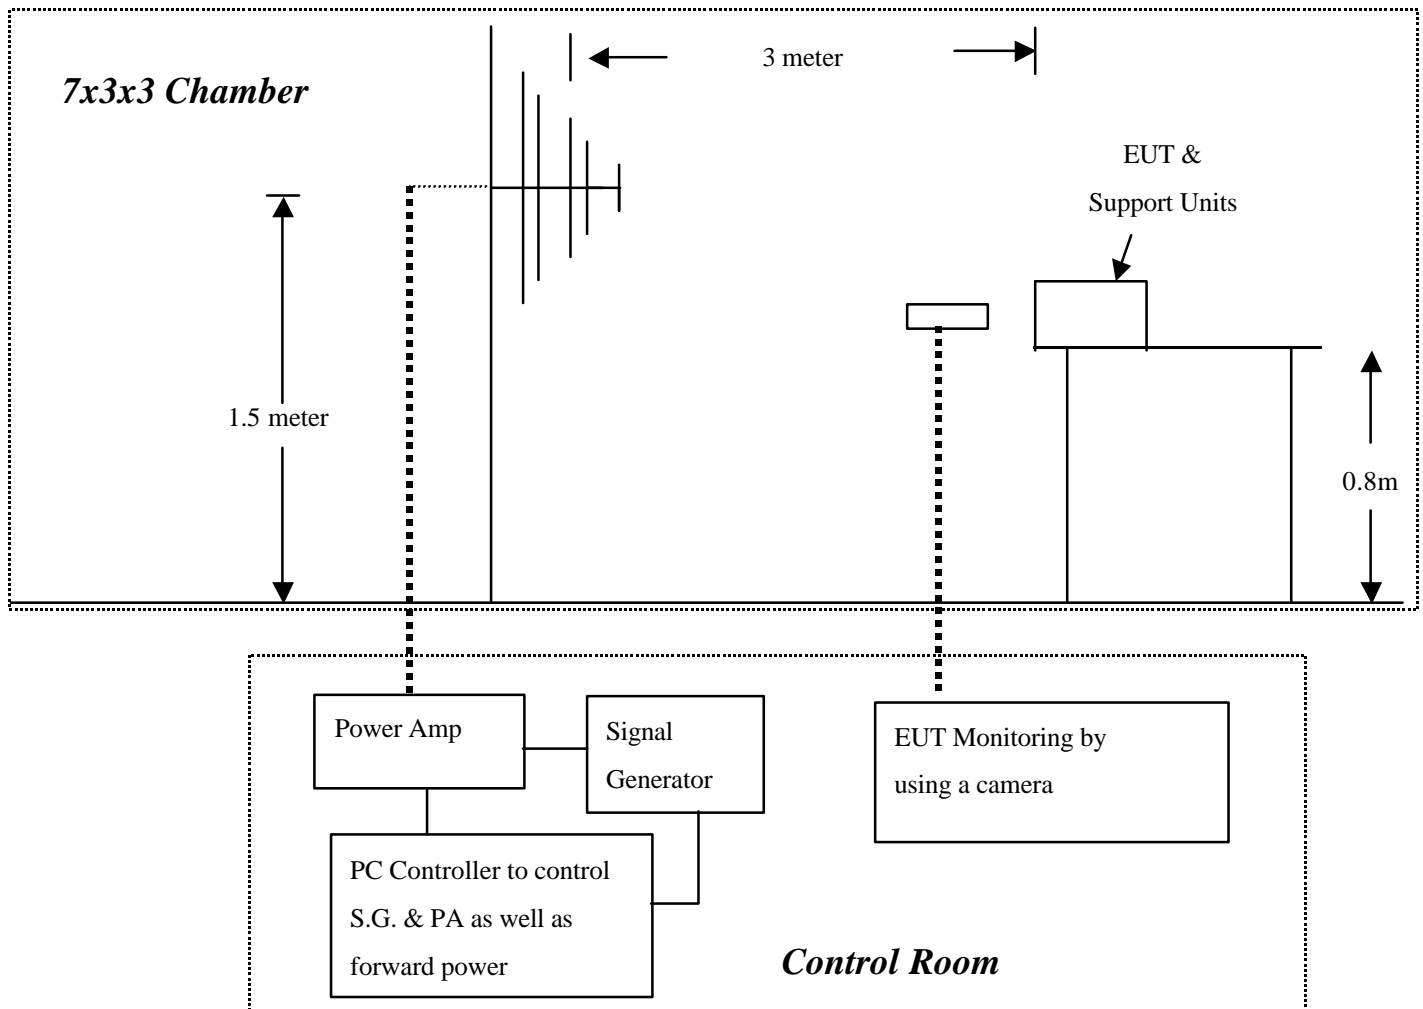 3 meter
7x3x3 Chamber
EUT &
Support Units
1.5 meter
0.8m
Power Amp
Signal
Generator
EUT Monitoring by
using a camera
PC Controller to control
S.G. & PA as well as
forward power
Control Room